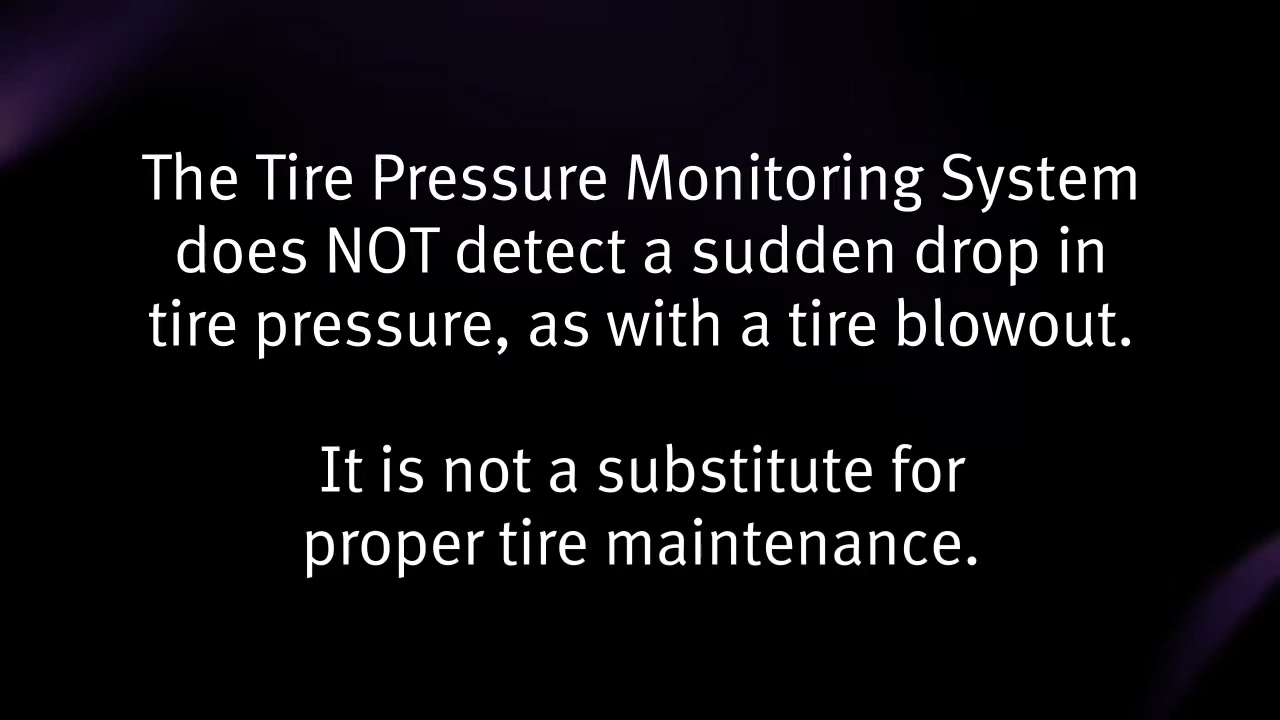 The Tire Pressure Monitoring System
does NOT detect a sudden drop in
tire pressure, as with a tire blowout.
It is not a substitute for
proper tire maintenance.